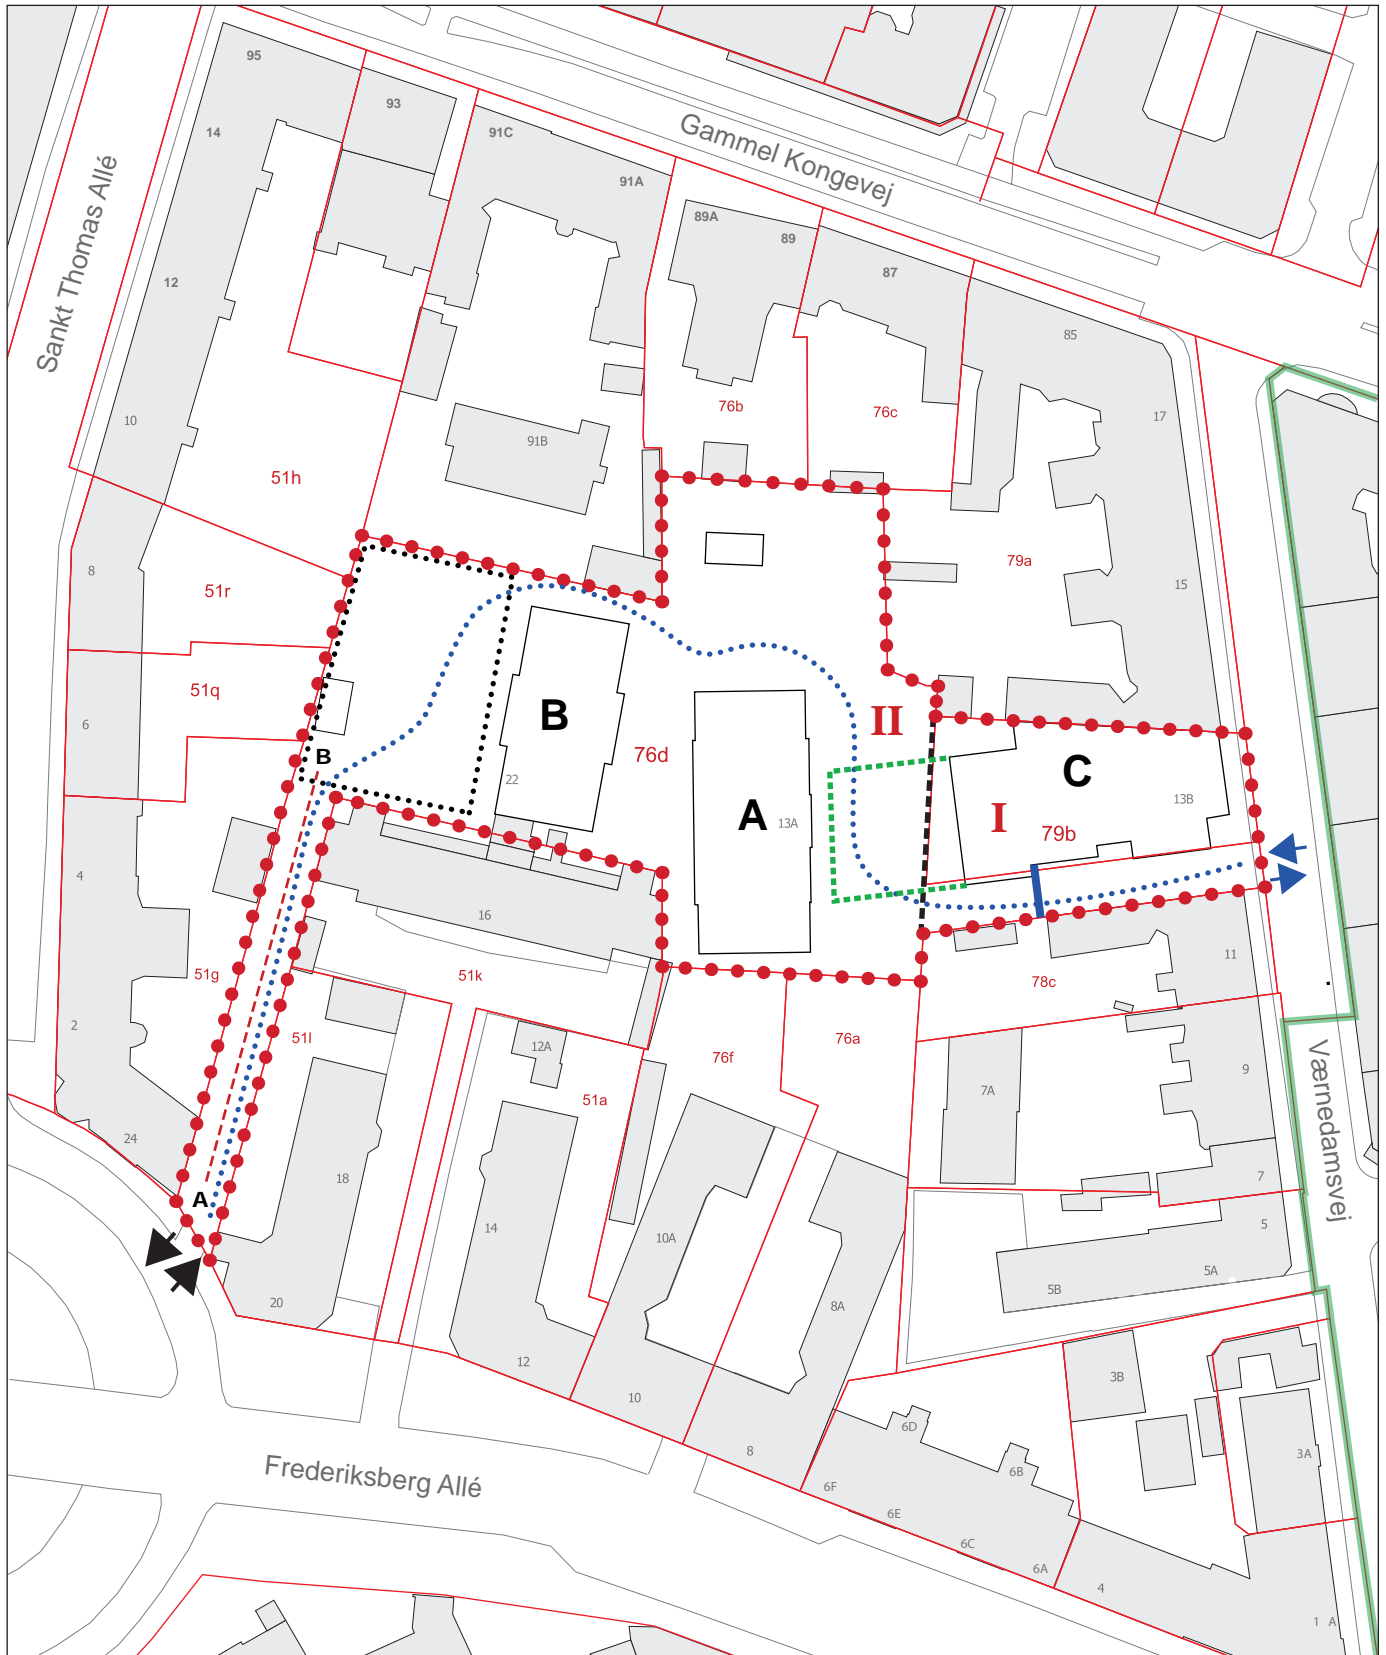 95
93
14
91C
Gammel Kongevej
Sankt Thomas Allé
91A
89A
89
87
12
85
76b
76c
17
10
91B
51h
79a
8
51r
15
51q
B
II
6
76d
C
B
22
A
13A
I
13B
79b
4
16
11
51g
51k
78c
2
51l
12A
76f
76a
Værnedamsvej
51a
7A
9
24
18
7
A
14
10A
5
5A
5B
20
8A
12
3B
10
6D
8
3A
6B
Frederiksberg Allé
6F
6E
6C
6A
4
1 A